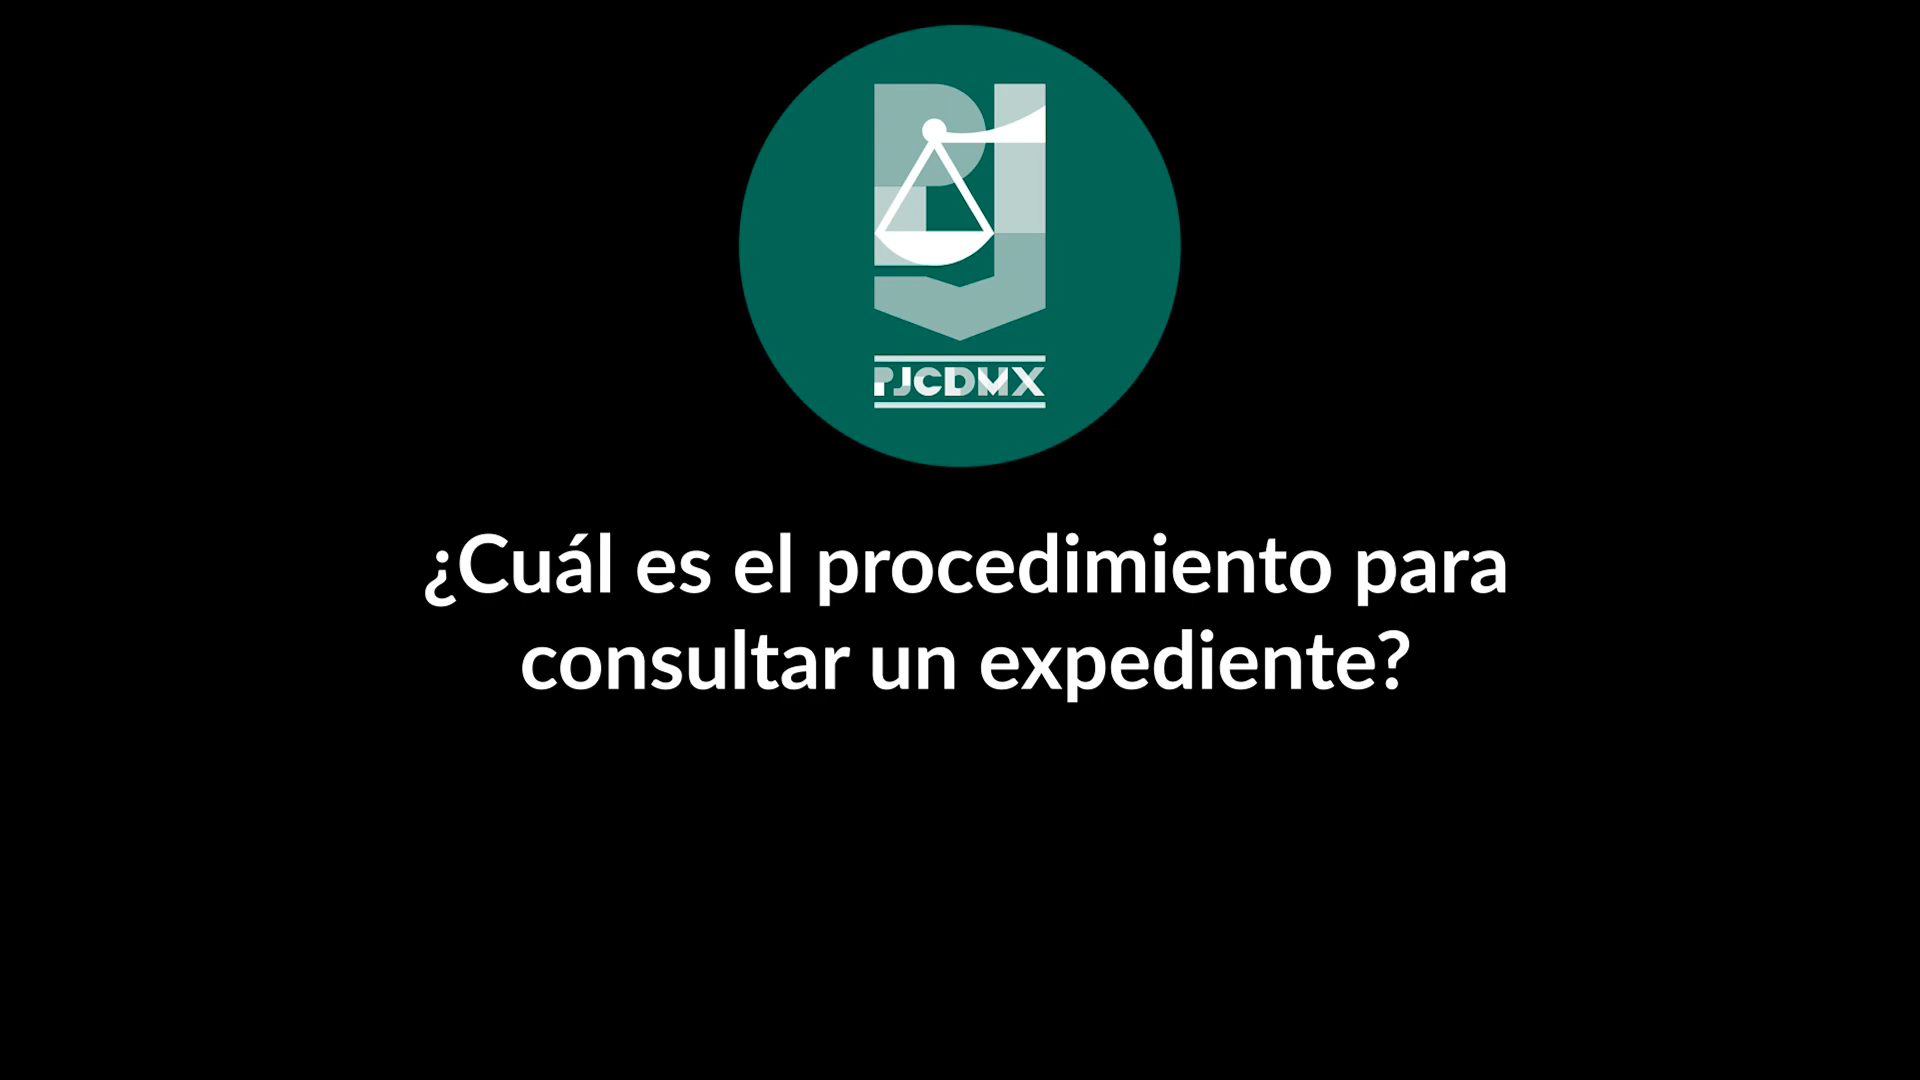 PJCDMX
¿Cuál es el procedimiento para
consultar un expediente?